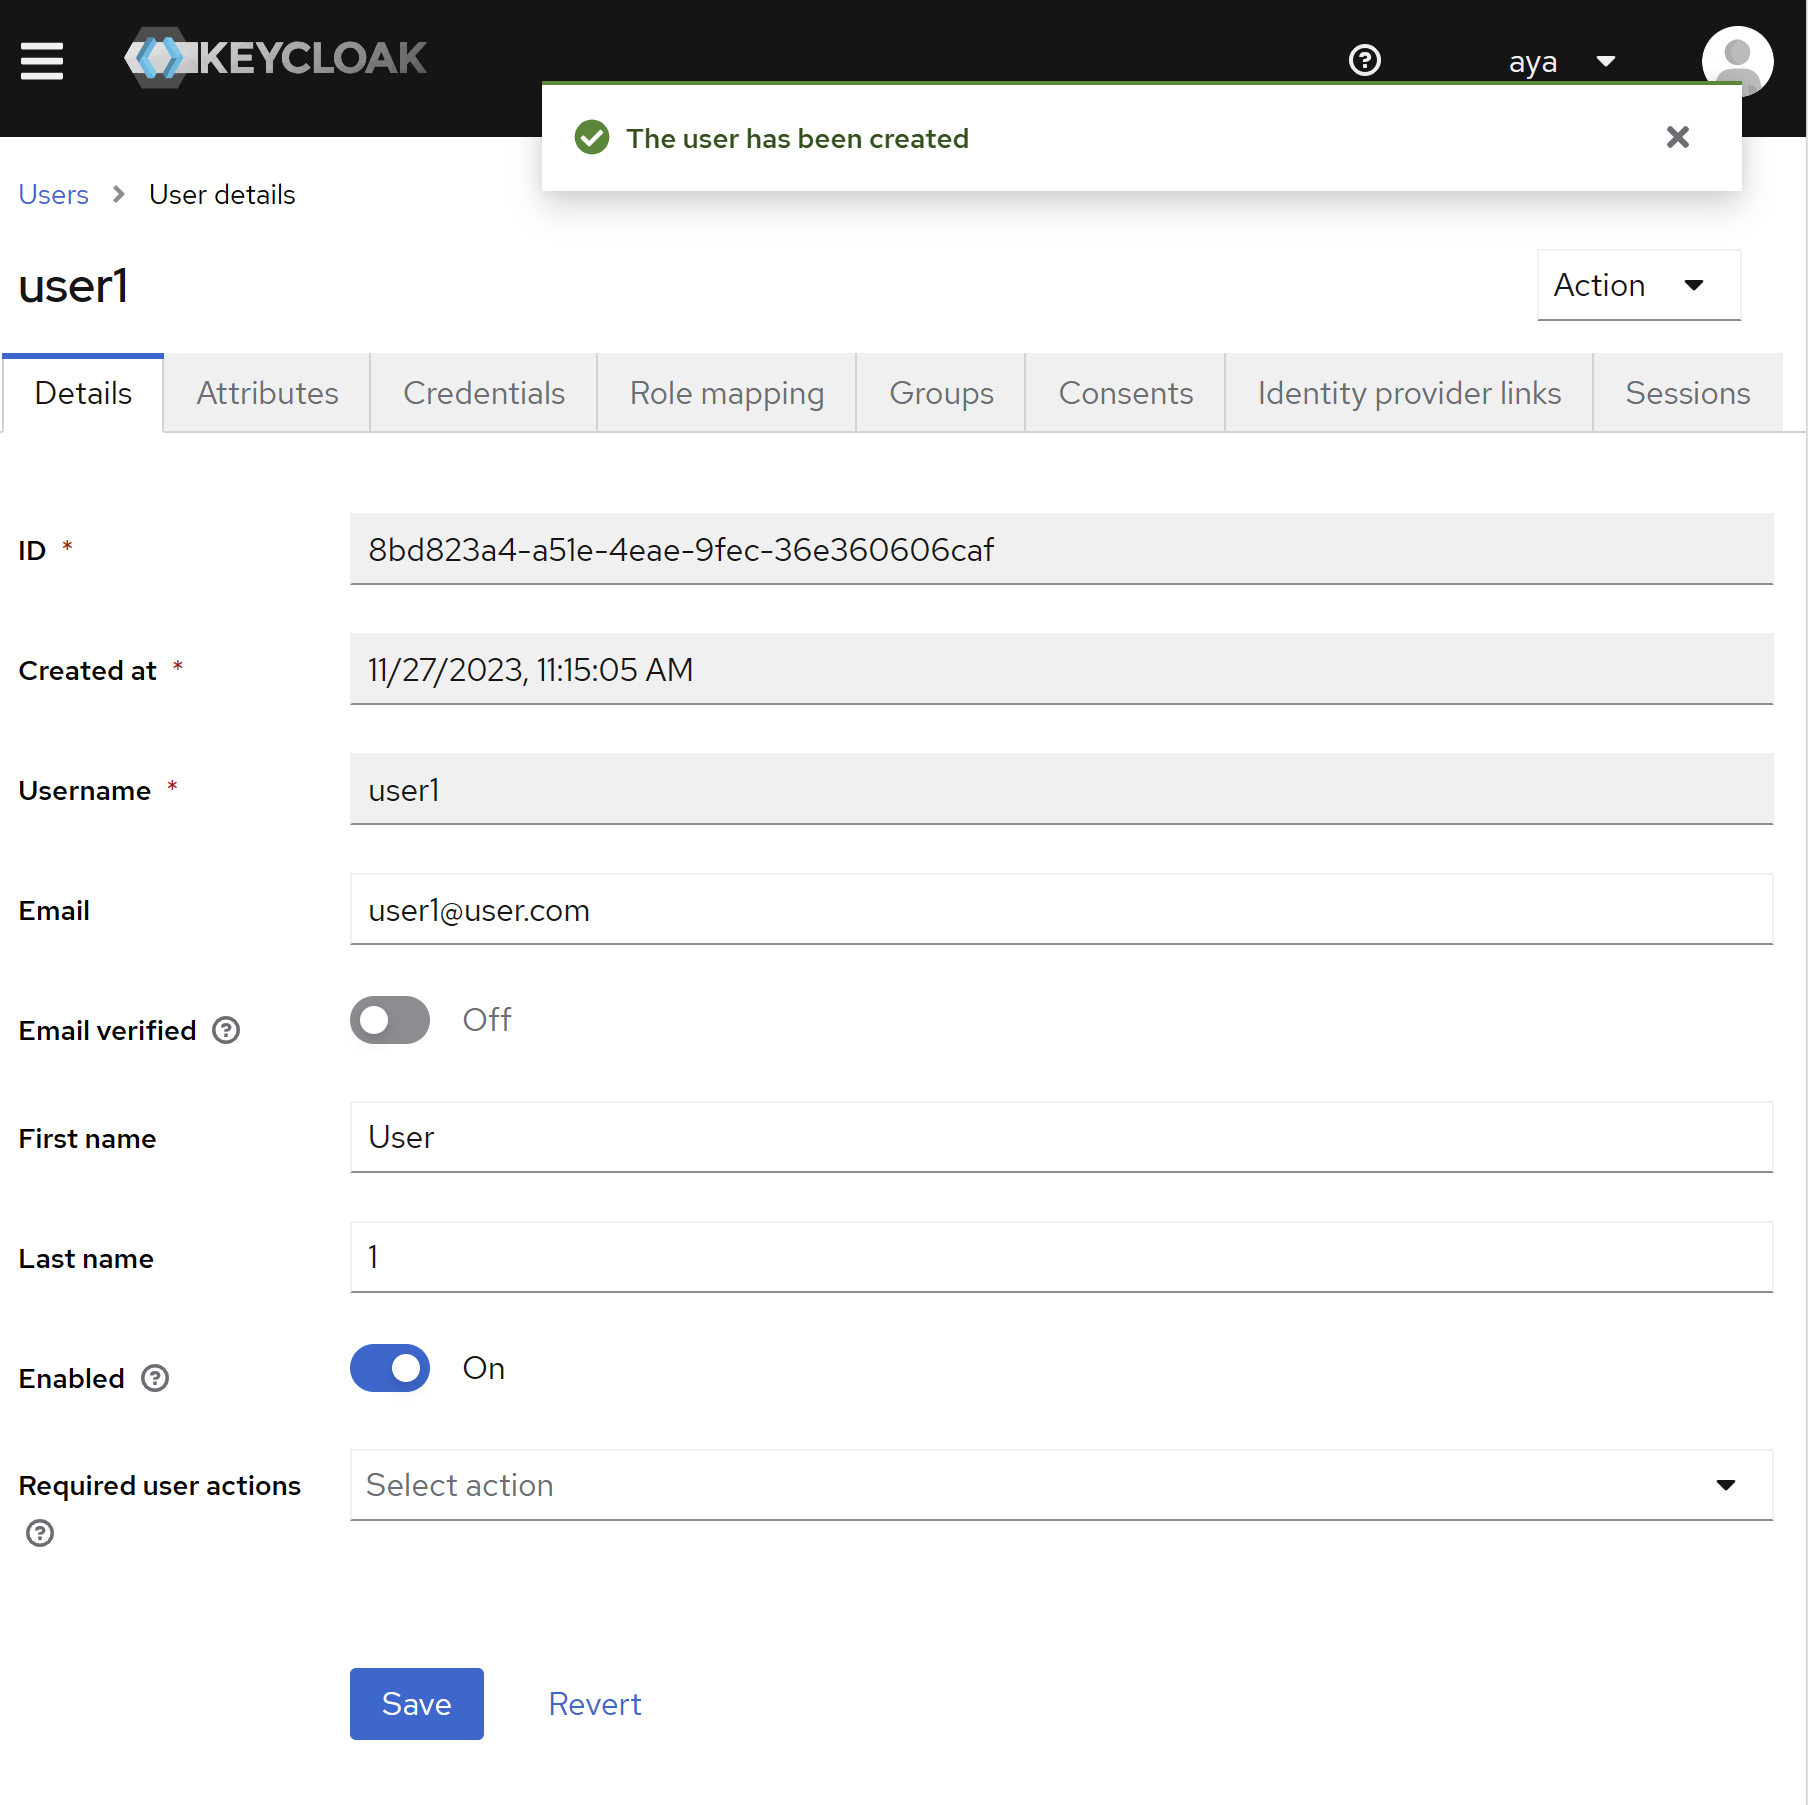 KEYCLOAK
aya
The user has been created
Users User details
user1
Action
Details Attributes Credentials Role mapping Groups Consents Identity provider links Sessions
ID * 8bd823a4-a51e-4eae-9fec-36e360606caf
Created at * 11/27/2023, 11:15:05 AM
Username * user1
Email user1@user.com
Email verified Off
First name User
Last name 1
Enabled On
Required user actions Select action
Save Revert